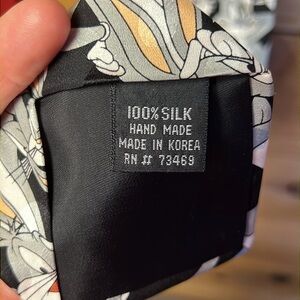 100% SILK
HAND MADE
MADE IN KOREA
RN # 73469